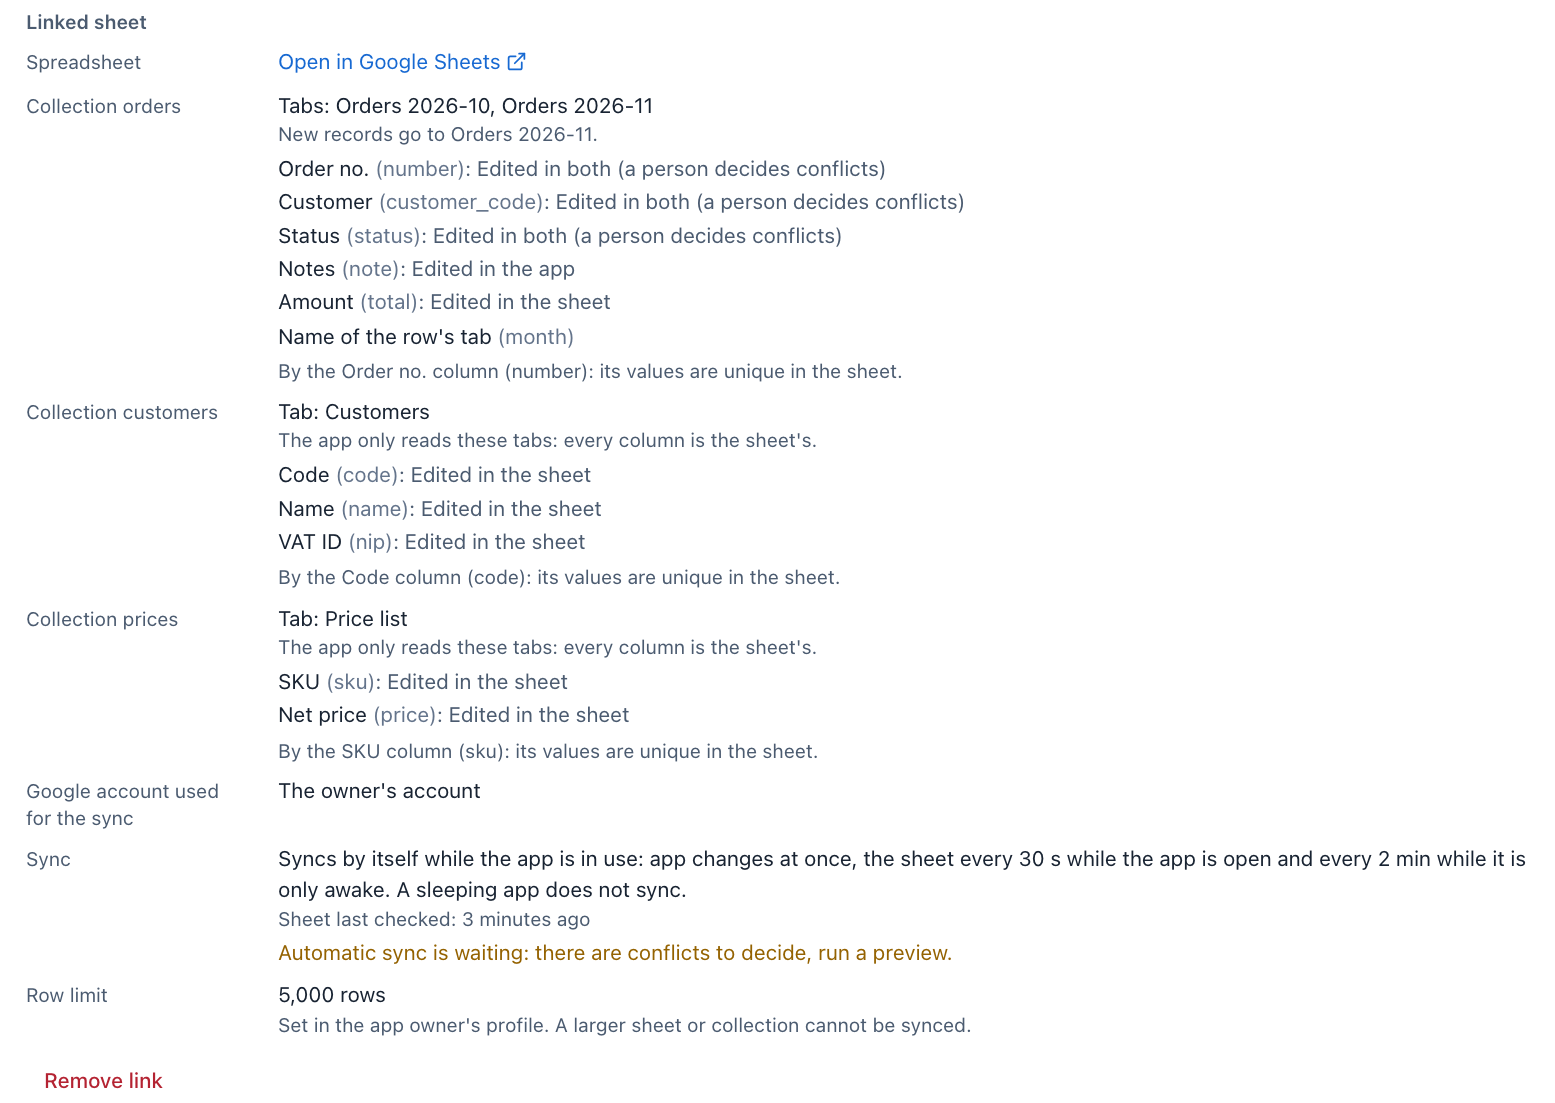 Linked sheet
Spreadsheet
Open in Google Sheets
Collection orders
Tabs: Orders 2026-10, Orders 2026-11
New records go to Orders 2026-11.
Order no. (number): Edited in both (a person decides conflicts)
Customer (customer_code): Edited in both (a person decides conflicts)
Status (status): Edited in both (a person decides conflicts)
Notes (note): Edited in the app
Amount (total): Edited in the sheet
Name of the row's tab (month)
By the Order no. column (number): its values are unique in the sheet.
Collection customers
Tab: Customers
The app only reads these tabs: every column is the sheet's.
Code (code): Edited in the sheet
Name (name): Edited in the sheet
VAT ID (nip): Edited in the sheet
By the Code column (code): its values are unique in the sheet.
Collection prices
Tab: Price list
The app only reads these tabs: every column is the sheet's.
SKU (sku): Edited in the sheet
Net price (price): Edited in the sheet
By the SKU column (sku): its values are unique in the sheet.
Google account used
for the sync
The owner's account
Sync
Syncs by itself while the app is in use: app changes at once, the sheet every 30 s while the app is open and every 2 min while it is
only awake. A sleeping app does not sync.
Sheet last checked: 3 minutes ago
Automatic sync is waiting: there are conflicts to decide, run a preview.
Row limit
5,000 rows
Set in the app owner's profile. A larger sheet or collection cannot be synced.
Remove link